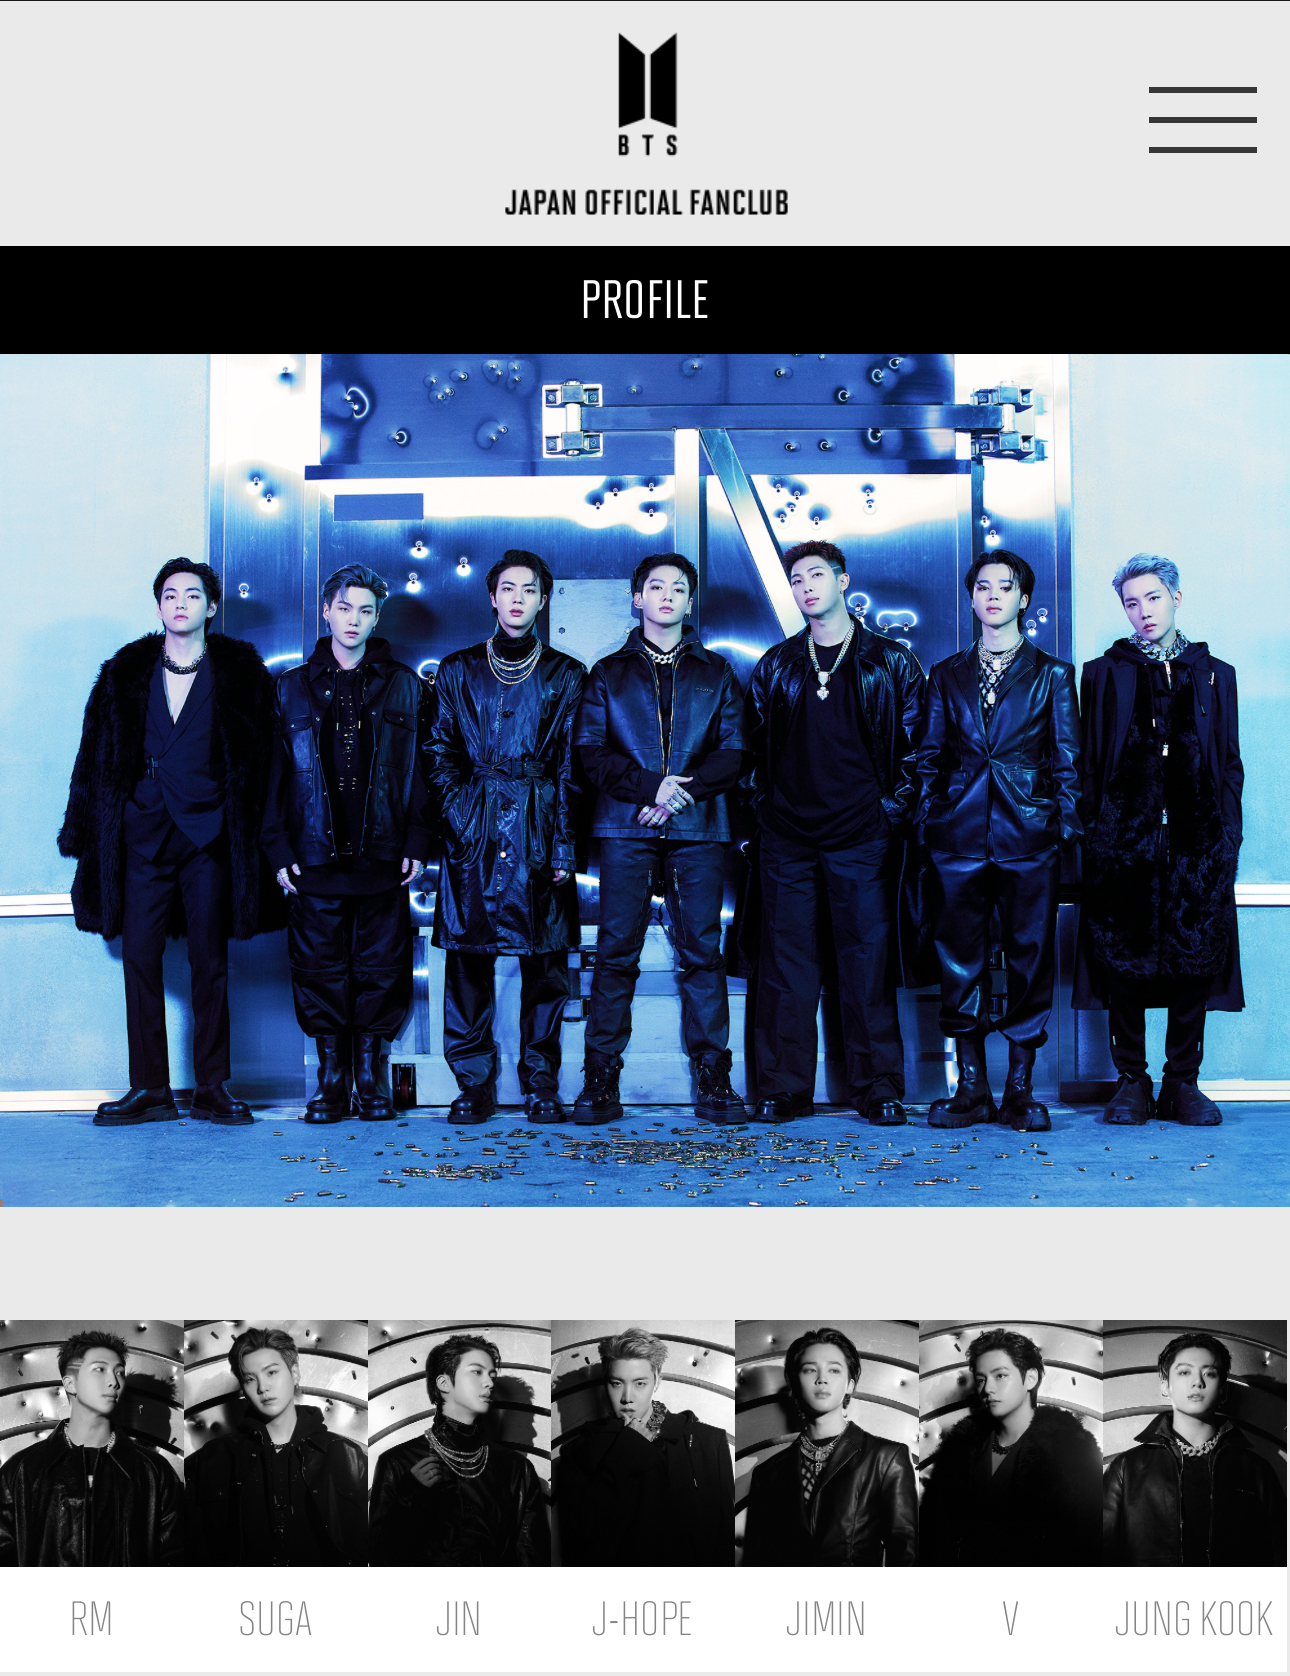 BTS
JAPAN OFFICIAL FANCLUB
PROFILE
RM
SUGA
JIN
J-HOPE
JIMIN
V
JUNG KOOK